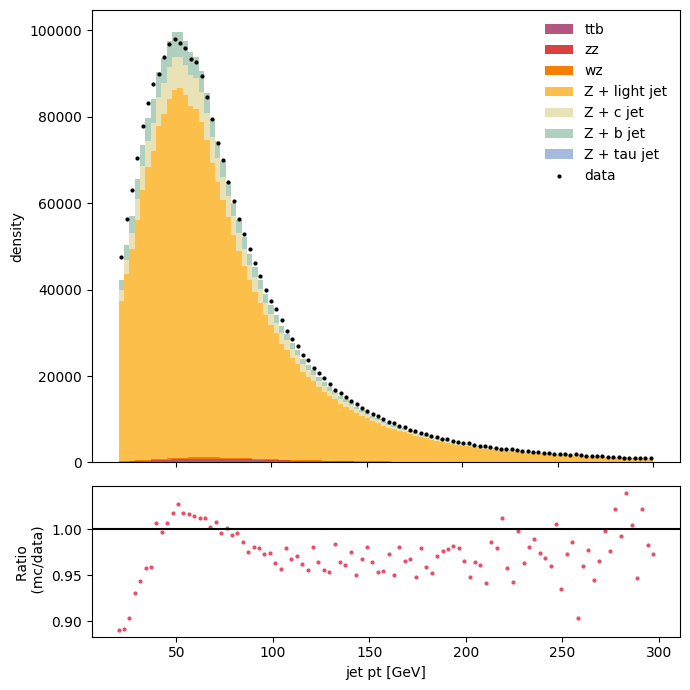 100000
80000
60000
40000
20000
0
density
ttb
zz
wz
Z + light jet
Z + c jet
Z + b jet
Z + tau jet
data
1.00
0.95
0.90
Ratio
(mc/data)
50
100
150
200
250
300
jet pt [GeV]